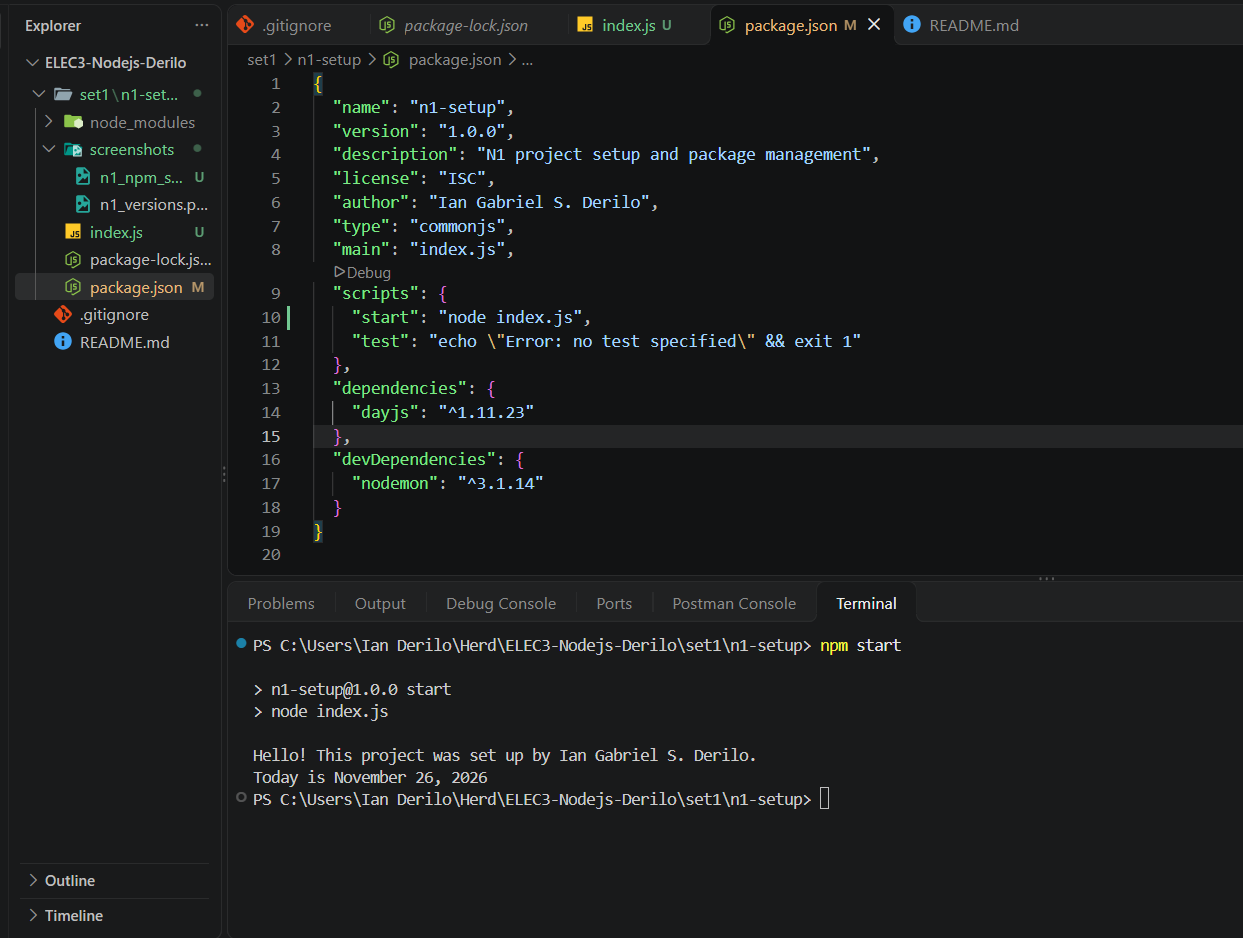 Explorer ...
ELEC3-Nodejs-Derilo
set1\n1-set...
node_modules
screenshots
n1_npm_s... U
n1_versions.p...
index.js U
package-lock.js...
package.json M
.gitignore
README.md
Outline
Timeline
.gitignore package-lock.json index.js U package.json M README.md
set1 > n1-setup > package.json > ...
1 {
2 "name": "n1-setup",
3 "version": "1.0.0",
4 "description": "N1 project setup and package management",
5 "license": "ISC",
6 "author": "Ian Gabriel S. Derilo",
7 "type": "commonjs",
8 "main": "index.js",
Debug
9 "scripts": {
10 "start": "node index.js",
11 "test": "echo \"Error: no test specified\" && exit 1"
12 },
13 "dependencies": {
14 "dayjs": "^1.11.23"
15 },
16 "devDependencies": {
17 "nodemon": "^3.1.14"
18 }
19 }
20
Problems Output Debug Console Ports Postman Console Terminal
PS C:\Users\Ian Derilo\Herd\ELEC3-Nodejs-Derilo\set1\n1-setup> npm start
> n1-setup@1.0.0 start
> node index.js
Hello! This project was set up by Ian Gabriel S. Derilo.
Today is November 26, 2026
PS C:\Users\Ian Derilo\Herd\ELEC3-Nodejs-Derilo\set1\n1-setup>